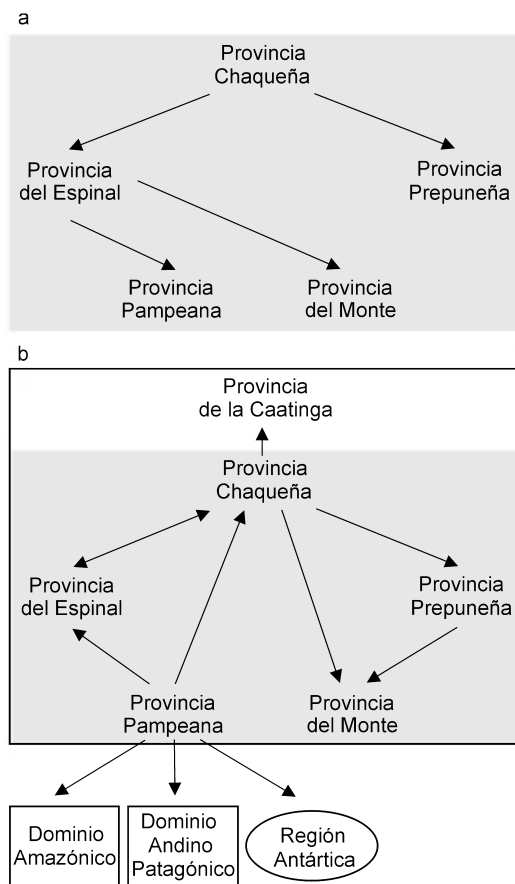 a
Provincia
Chaqueña
Provincia
del Espinal
Provincia
Prepuneña
Provincia
Pampeana
Provincia
del Monte
b
Provincia
de la Caatinga
Provincia
Chaqueña
Provincia
del Espinal
Provincia
Prepuneña
Provincia
Pampeana
Provincia
del Monte
Dominio
Amazónico
Dominio
Andino
Patagónico
Región
Antártica